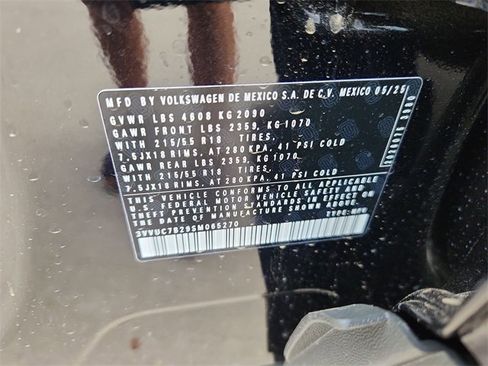 MFD BY VOLKSWAGEN DE MEXICO S.A. DE C.V. MEXICO 05/25
GVWR LBS 4608 KG 2090
GAWR FRONT LBS 2359, KG 1070
WITH 215/55 R18 TIRES,
7.5JX18 RIMS, AT 280 KPA, 41 PSI COLD
GAWR REAR LBS 2359, KG 1070
WITH 215/55 R18 TIRES,
7.5JX18 RIMS, AT 280 KPA, 41 PSI COLD
THIS VEHICLE CONFORMS TO ALL APPLICABLE
U.S. FEDERAL MOTOR VEHICLE SAFETY AND
THEFT PREVENTION STANDARDS IN EFFECT ON
THE DATE OF MANUFACTURE SHOWN ABOVE
TYPE: MPV
3VVUC7B29SM065270